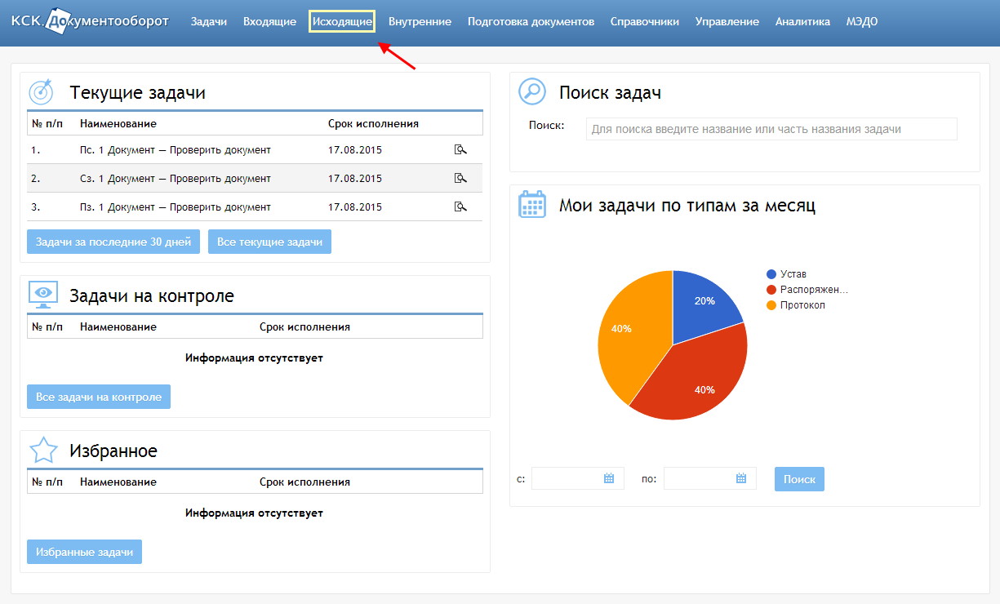 КСК.Документооборот Задачи Входящие Исходящие Внутренние Подготовка документов Справочники Управление Аналитика МЭДО
Текущие задачи
№ п/п Наименование Срок исполнения
1. Пс. 1 Документ — Проверить документ 17.08.2015
2. Сз. 1 Документ — Проверить документ 17.08.2015
3. Пз. 1 Документ — Проверить документ 17.08.2015
Задачи за последние 30 дней Все текущие задачи
Задачи на контроле
№ п/п Наименование Срок исполнения
Информация отсутствует
Все задачи на контроле
Избранное
№ п/п Наименование Срок исполнения
Информация отсутствует
Избранные задачи
Поиск задач
Поиск: Для поиска введите название или часть названия задачи
Мои задачи по типам за месяц
Устав
Распоряжен...
Протокол
20%
40%
40%
с: по: Поиск